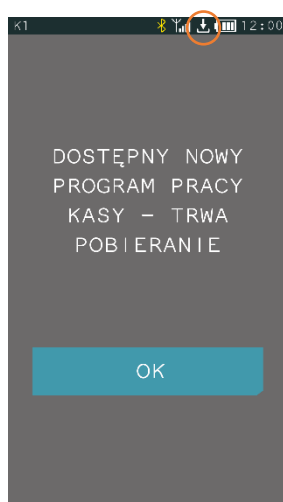 K1 12:00
DOSTĘPNY NOWY
PROGRAM PRACY
KASY – TRWA
POBIERANIE
OK